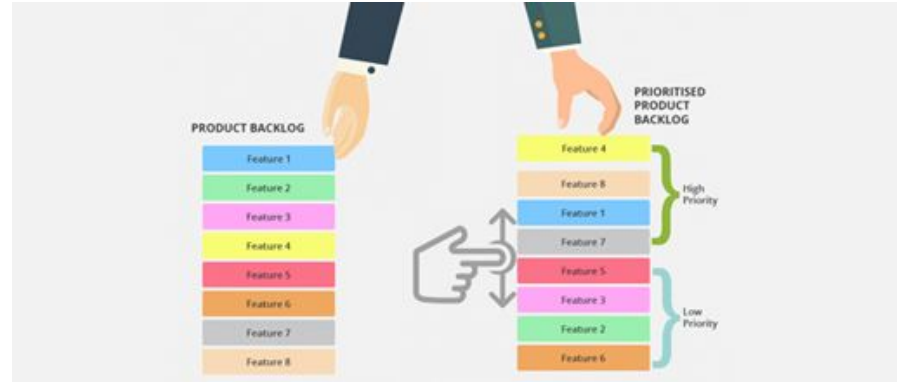 PRODUCT BACKLOG
Feature 1
Feature 2
Feature 3
Feature 4
Feature 5
Feature 6
Feature 7
Feature 8
PRIORITISED
PRODUCT
BACKLOG
Feature 4
Feature 8
Feature 1
Feature 7
Feature 5
Feature 3
Feature 2
Feature 6
High
Priority
Low
Priority